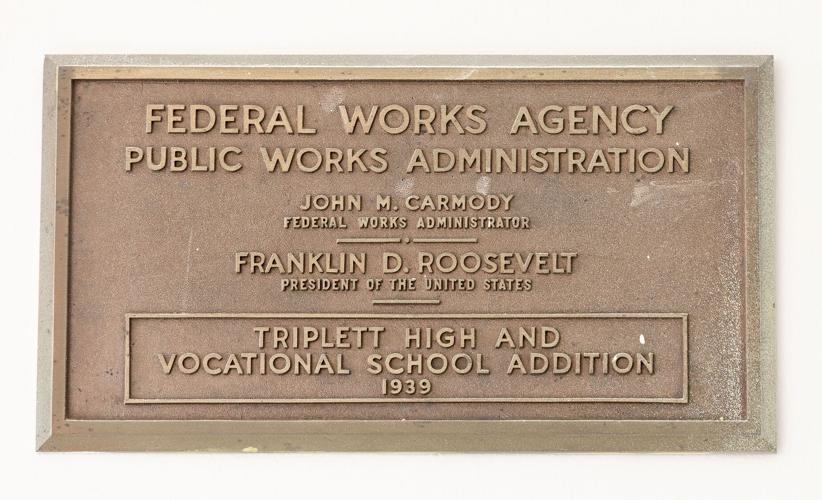 FEDERAL WORKS AGENCY
PUBLIC WORKS ADMINISTRATION
JOHN M. CARMODY
FEDERAL WORKS ADMINISTRATOR
FRANKLIN D. ROOSEVELT
PRESIDENT OF THE UNITED STATES
TRIPLETT HIGH AND
VOCATIONAL SCHOOL ADDITION
1939